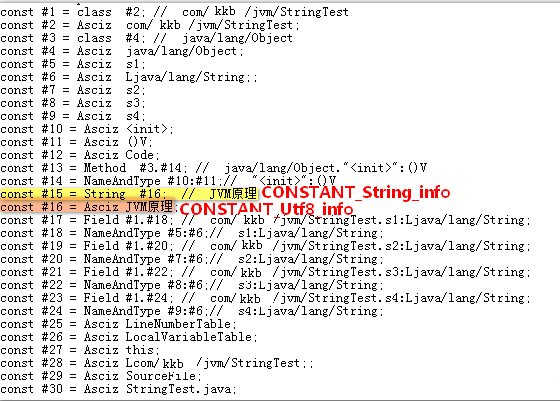 const #1 = class  #2; //  com/ kkb /jvm/StringTest
const #2 = Asciz  com/ kkb /jvm/StringTest;
const #3 = class  #4; //  java/lang/Object
const #4 = Asciz  java/lang/Object;
const #5 = Asciz  s1;
const #6 = Asciz  Ljava/lang/String;;
const #7 = Asciz  s2;
const #8 = Asciz  s3;
const #9 = Asciz  s4;
const #10 = Asciz <init>;
const #11 = Asciz ()V;
const #12 = Asciz Code;
const #13 = Method  #3.#14; //  java/lang/Object."<init>":()V
const #14 = NameAndType #10:#11;//  "<init>":()V
const #15 = String  #16;  //  JVM原理 CONSTANT_String_info
const #16 = Asciz JVM原理; CONSTANT_Utf8_info
const #17 = Field #1.#18; //  com/ kkb /jvm/StringTest.s1:Ljava/lang/String;
const #18 = NameAndType #5:#6;//  s1:Ljava/lang/String;
const #19 = Field #1.#20; //  com/ kkb /jvm/StringTest.s2:Ljava/lang/String;
const #20 = NameAndType #7:#6;//  s2:Ljava/lang/String;
const #21 = Field #1.#22; //  com/kkb /jvm/StringTest.s3:Ljava/lang/String;
const #22 = NameAndType #8:#6;//  s3:Ljava/lang/String;
const #23 = Field #1.#24; //  com/kkb /jvm/StringTest.s4:Ljava/lang/String;
const #24 = NameAndType #9:#6;//  s4:Ljava/lang/String;
const #25 = Asciz LineNumberTable;
const #26 = Asciz LocalVariableTable;
const #27 = Asciz this;
const #28 = Asciz Lcom/ kkb /jvm/StringTest;;
const #29 = Asciz SourceFile;
const #30 = Asciz StringTest.java;